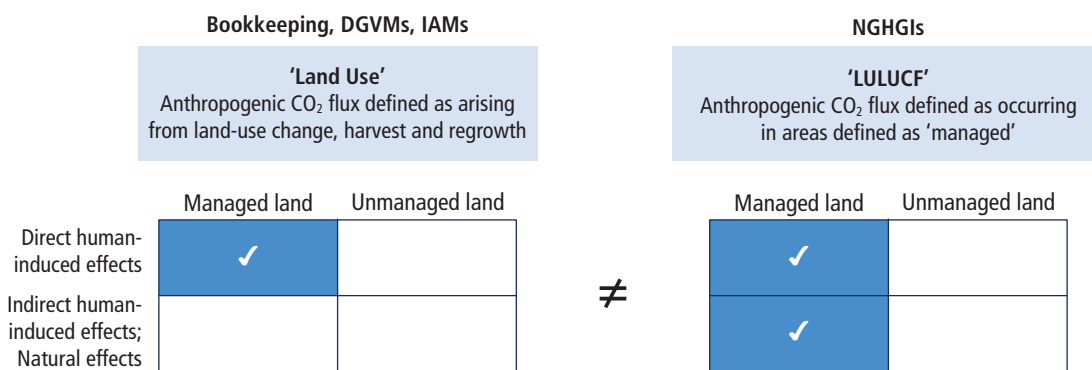 Bookkeeping, DGVMs, IAMs
‘Land Use’
Anthropogenic CO₂ flux defined as arising
from land-use change, harvest and regrowth
NGHGIs
‘LULUCF’
Anthropogenic CO₂ flux defined as occurring
in areas defined as ‘managed’
Managed land Unmanaged land
Direct human-
induced effects
✓
Indirect human-
induced effects;
Natural effects
≠
Managed land Unmanaged land
✓
✓